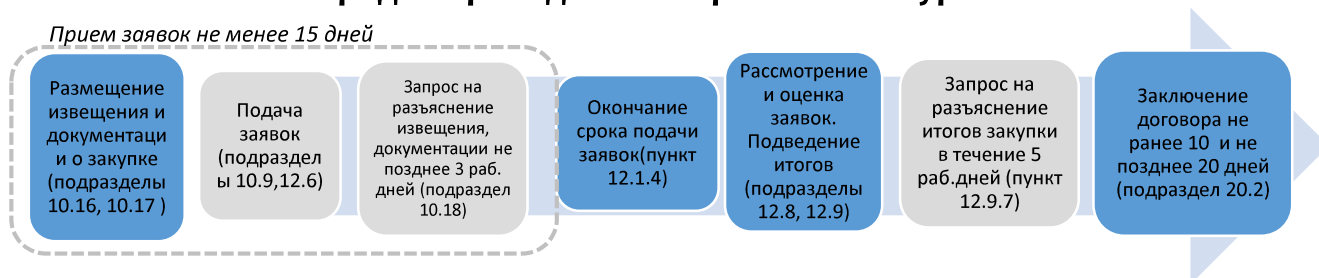 Прием заявок не менее 15 дней
Размещение
извещения и
документаци
и о закупке
(подразделы
10.16, 10.17 )
Подача
заявок
(подраздел
ы 10.9,12.6)
Запрос на
разъяснение
извещения,
документации не
позднее 3 раб.
дней (подраздел
10.18)
Окончание
срока подачи
заявок(пункт
12.1.4)
Рассмотрение
и оценка
заявок.
Подведение
итогов
(подразделы
12.8, 12.9)
Запрос на
разъяснение
итогов закупки
в течение 5
раб.дней (пункт
12.9.7)
Заключение
договора не
ранее 10  и не
позднее 20 дней
(подраздел 20.2)